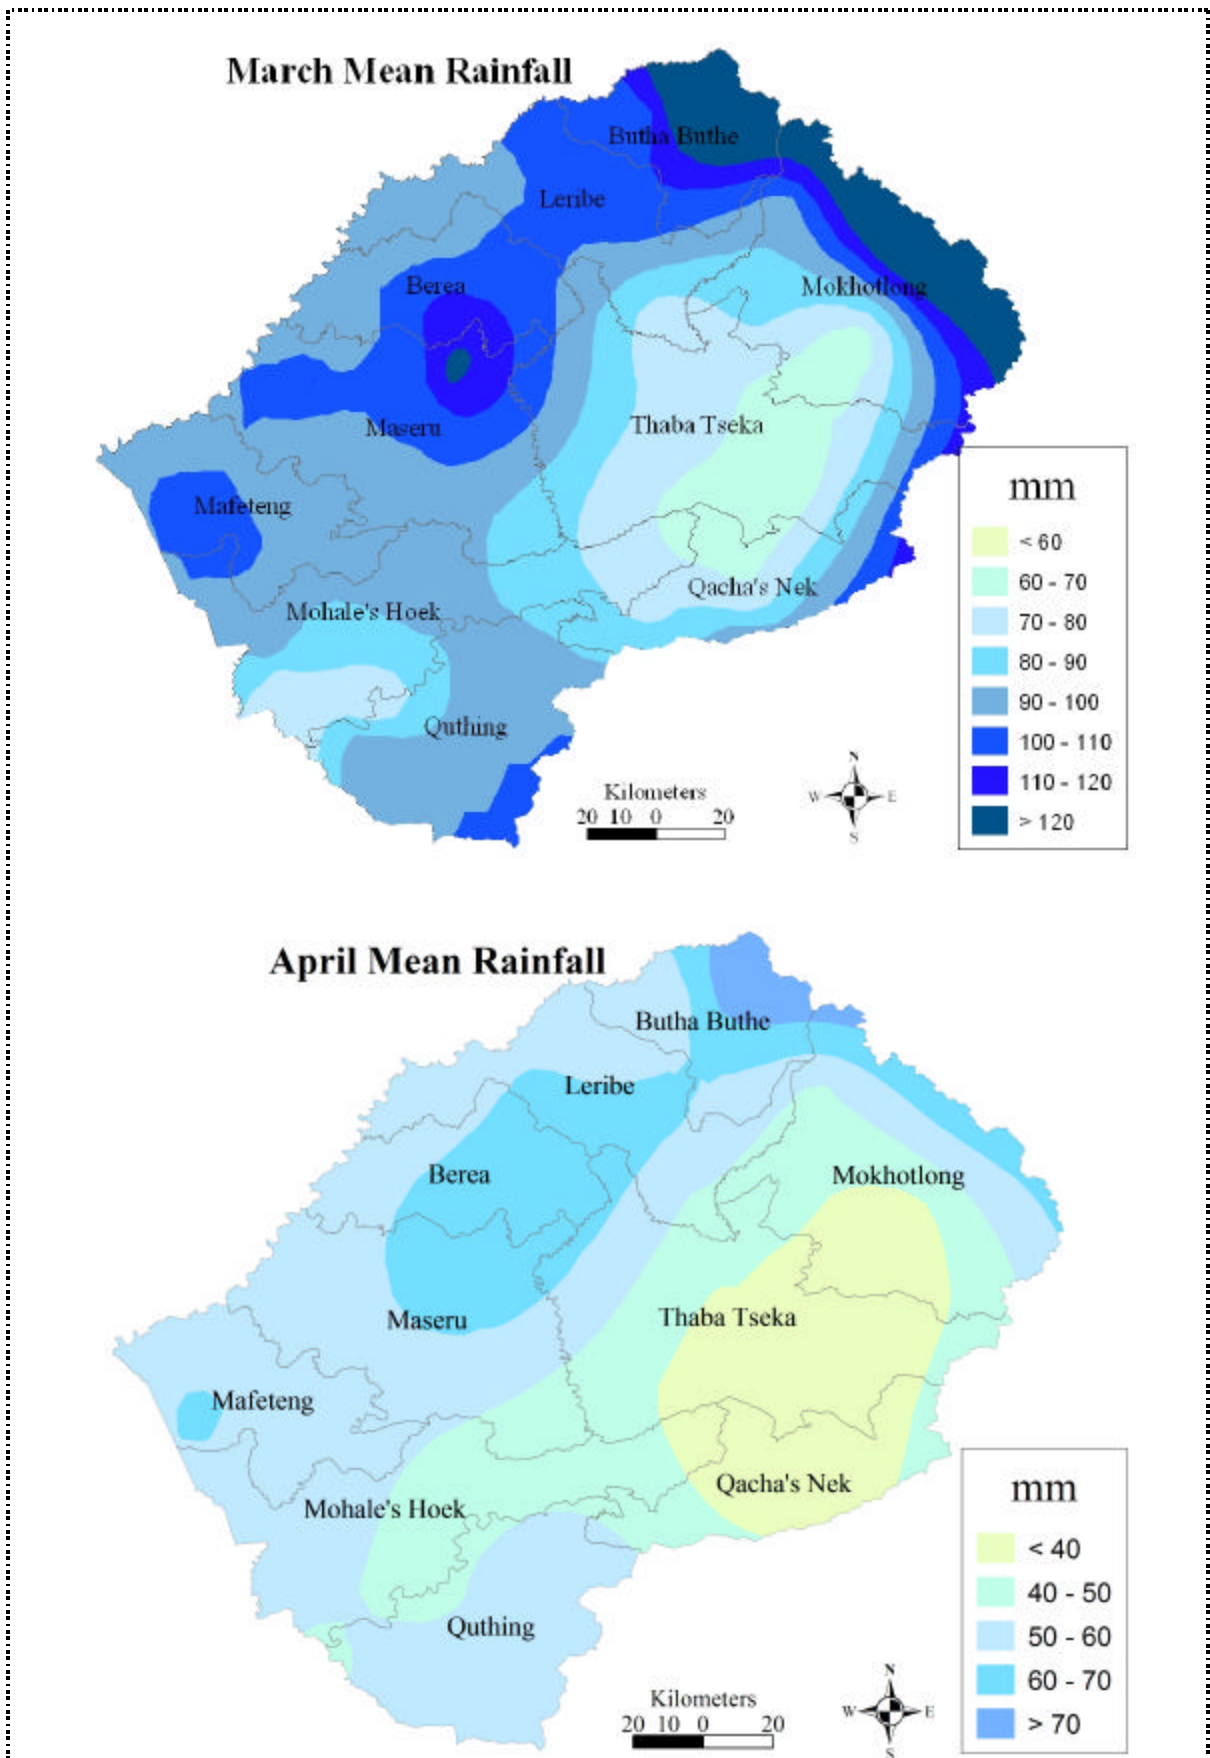 March Mean Rainfall
Butha Buthe
Leribe
Berea
Mokhotlong
Maseru
Thaba Tseka
Mafeteng
Qacha's Nek
Mohale's Hoek
Quthing
mm
< 60
60 - 70
70 - 80
80 - 90
90 - 100
100 - 110
110 - 120
> 120
Kilometers
20 10 0 20
N
W E
S
April Mean Rainfall
Butha Buthe
Leribe
Berea
Mokhotlong
Maseru
Thaba Tseka
Mafeteng
Qacha's Nek
Mohale's Hoek
Quthing
mm
< 40
40 - 50
50 - 60
60 - 70
> 70
Kilometers
20 10 0 20
N
W E
S